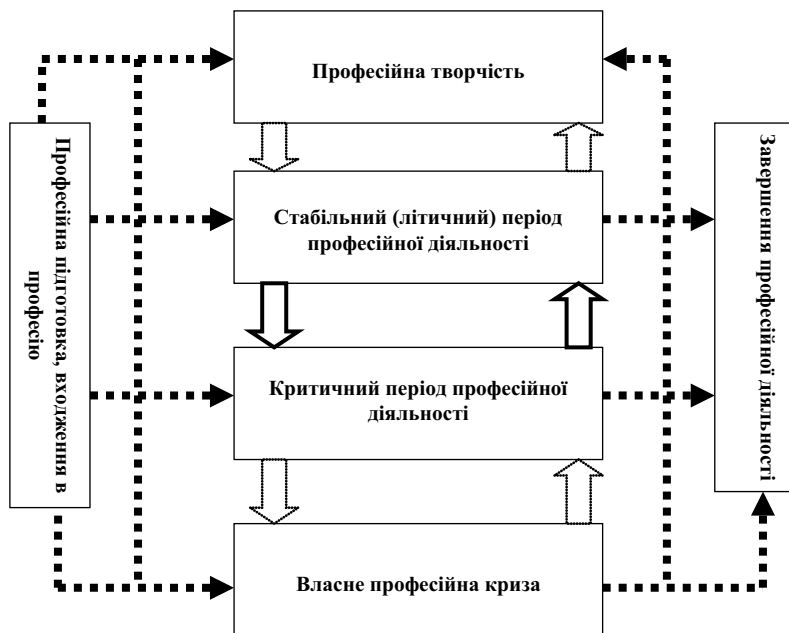 Професійна творчість
Професійна підготовка, входження в
професію
Стабільний (літичний) період
професійної діяльності
Критичний період професійної
діяльності
Власне професійна криза
Завершення професійної діяльності